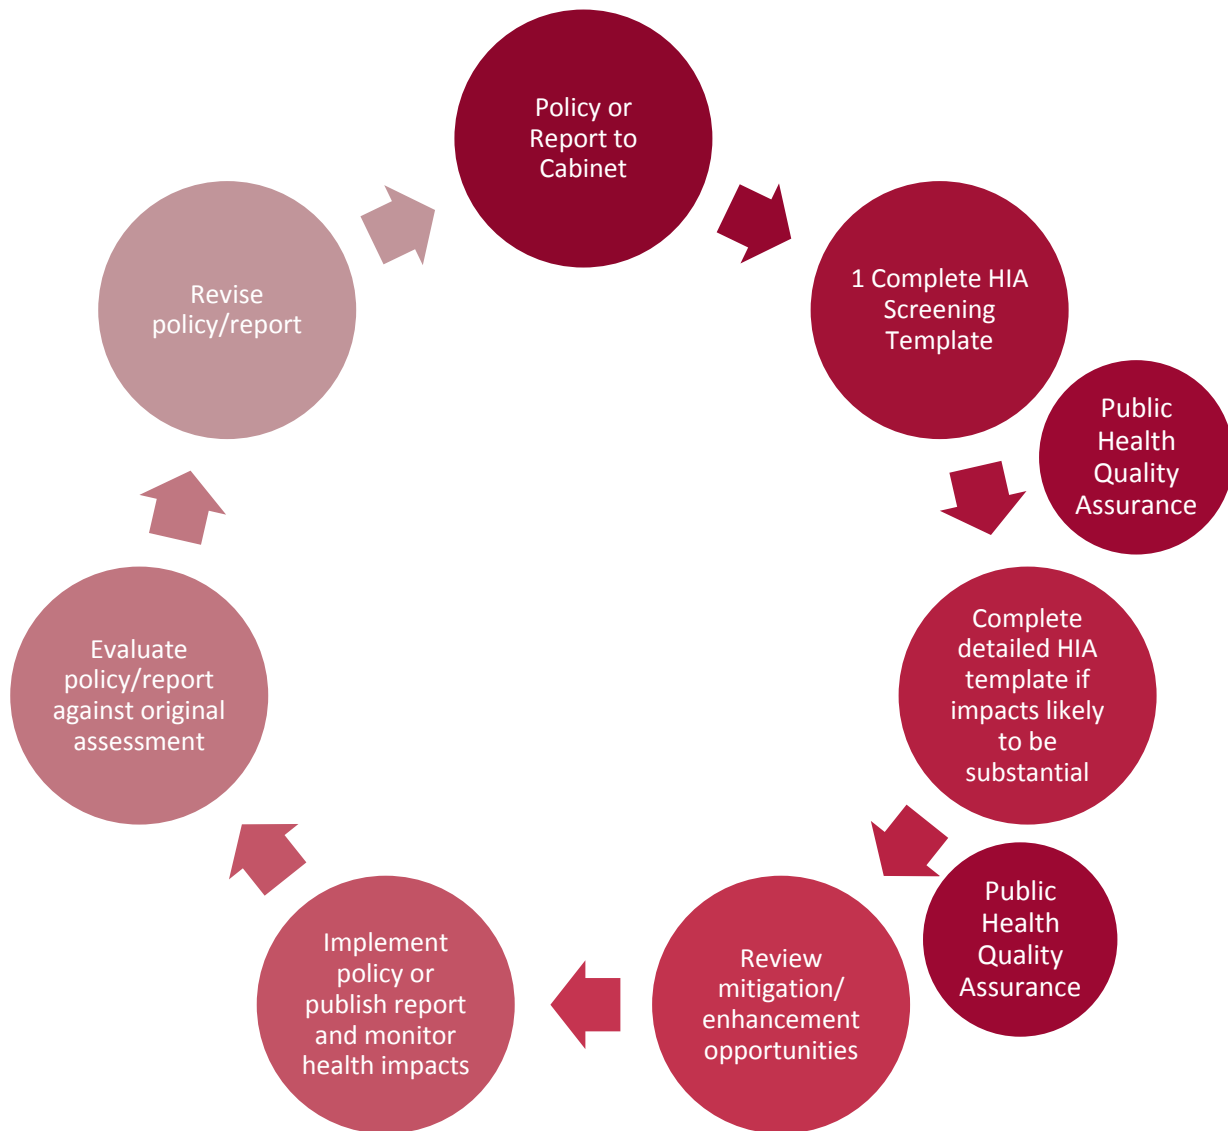 Policy or
Report to
Cabinet
1 Complete HIA
Screening
Template
Public
Health
Quality
Assurance
Complete
detailed HIA
template if
impacts likely
to be
substantial
Public
Health
Quality
Assurance
Review
mitigation/
enhancement
opportunities
Implement
policy or
publish report
and monitor
health impacts
Evaluate
policy/report
against original
assessment
Revise
policy/report